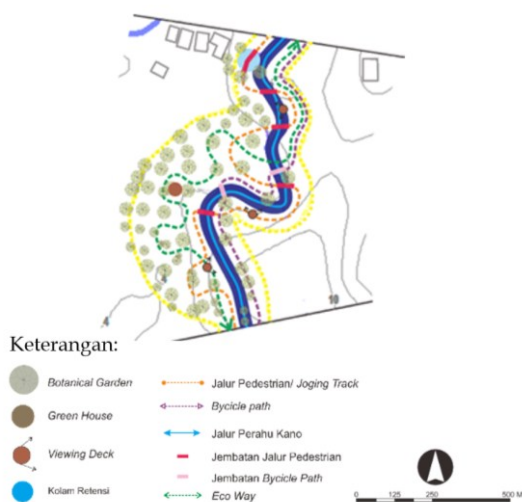 4
10
Keterangan:
Botanical Garden
Green House
Viewing Deck
Kolam Retensi
Jalur Pedestrian/ Joging Track
Bycicle path
Jalur Perahu Kano
Jembatan Jalur Pedestrian
Jembatan Bycicle Path
Eco Way
0 125 250 500 M